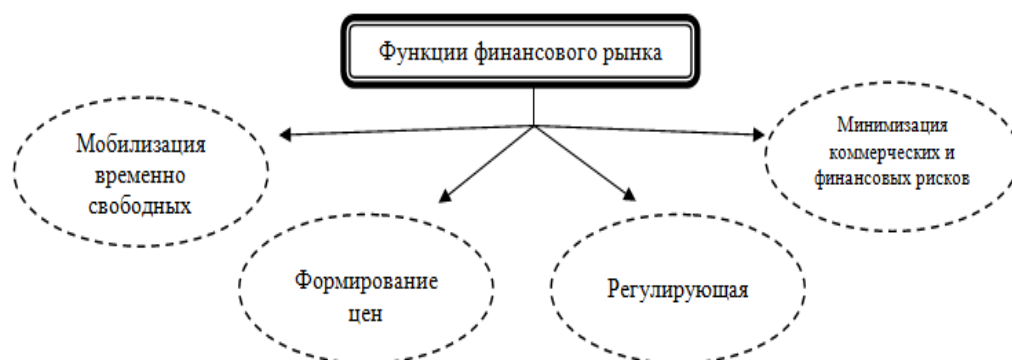 Функции финансового рынка
Мобилизация
временно
свободных
Минимизация
коммерческих и
финансовых рисков
Формирование
цен
Регулирующая